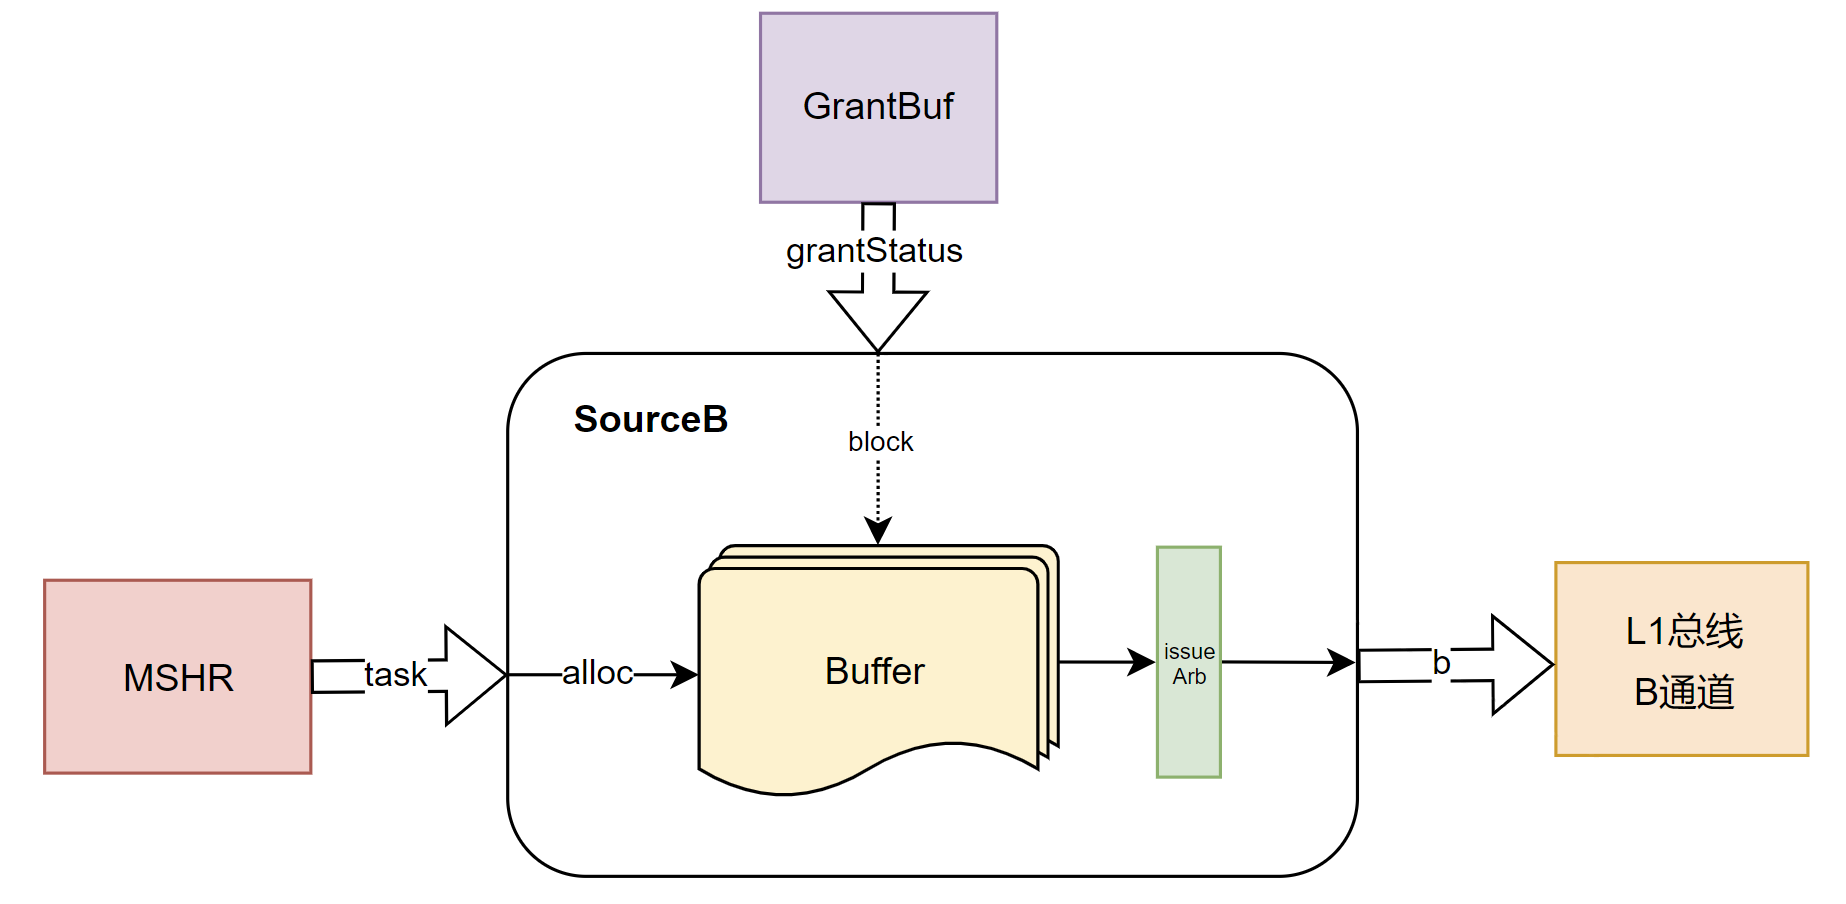 GrantBuf
grantStatus
SourceB
block
MSHR
task
alloc
Buffer
issue
Arb
b
L1总线
B通道